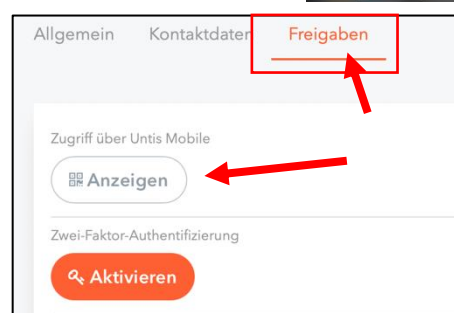 Allgemein Kontaktdaten Freigaben
Zugriff über Untis Mobile
Anzeigen
Zwei-Faktor-Authentifizierung
Aktivieren